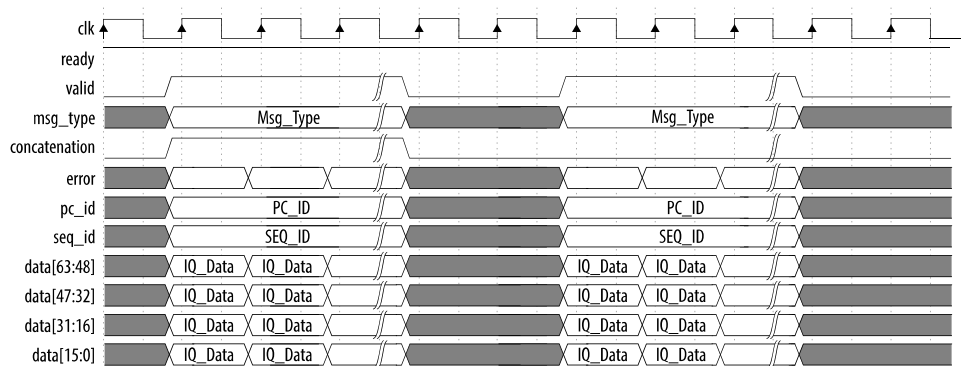 clk
ready
valid
msg_type Msg_Type Msg_Type
concatenation
error
pc_id PC_ID PC_ID
seq_id SEQ_ID SEQ_ID
data[63:48] IQ_Data IQ_Data IQ_Data IQ_Data
data[47:32] IQ_Data IQ_Data IQ_Data IQ_Data
data[31:16] IQ_Data IQ_Data IQ_Data IQ_Data
data[15:0] IQ_Data IQ_Data IQ_Data IQ_Data